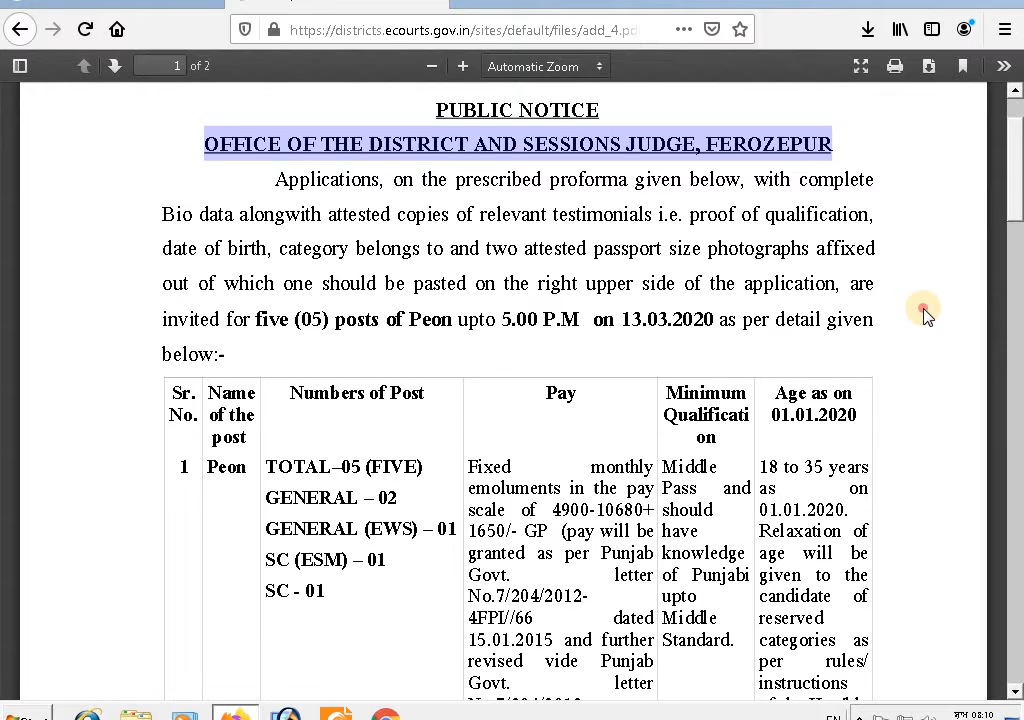 https://districts.ecourts.gov.in/sites/default/files/add_4.pd
1 of 2
Automatic Zoom
PUBLIC NOTICE
OFFICE OF THE DISTRICT AND SESSIONS JUDGE, FEROZEPUR
Applications, on the prescribed proforma given below, with complete
Bio data alongwith attested copies of relevant testimonials i.e. proof of qualification,
date of birth, category belongs to and two attested passport size photographs affixed
out of which one should be pasted on the right upper side of the application, are
invited for five (05) posts of Peon upto 5.00 P.M on 13.03.2020 as per detail given
below:-
Sr. No. Name of the post Numbers of Post Pay Minimum Qualificati on Age as on 01.01.2020
1 Peon
TOTAL–05 (FIVE)
GENERAL – 02
GENERAL (EWS) – 01
SC (ESM) – 01
SC - 01
Fixed monthly
emoluments in the pay
scale of 4900-10680+
1650/- GP (pay will be
granted as per Punjab
Govt. letter
No.7/204/2012-
4FPI//66 dated
15.01.2015 and further
revised vide Punjab
Govt. letter
Middle
Pass and
should
have
knowledge
of Punjabi
upto
Middle
Standard.
18 to 35 years
as on
01.01.2020.
Relaxation of
age will be
given to the
candidate of
reserved
categories as
per rules/
instructions
EN
08:10